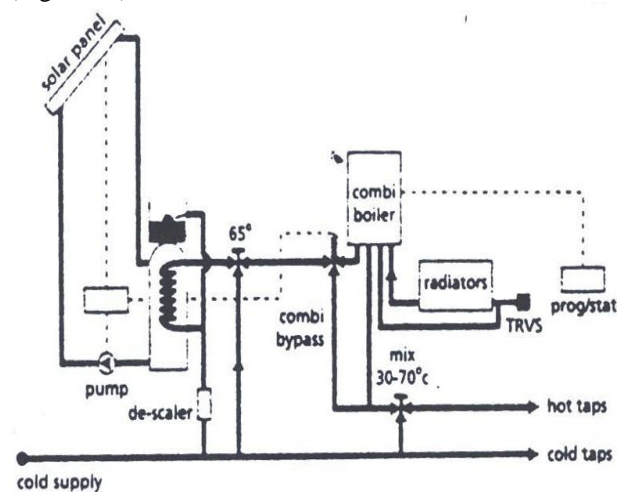 solar panel
65°
combi
boiler
radiators
TRVS
prog/stat
combi
bypass
mix
30-70°c
pump
de-scaler
hot taps
cold taps
cold supply